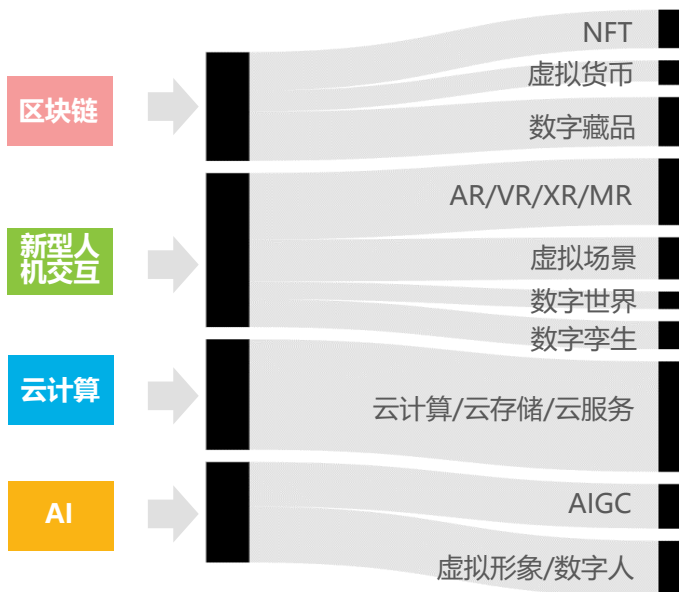 区块链
NFT
虚拟货币
数字藏品
新型人
机交互
AR/VR/XR/MR
虚拟场景
数字世界
数字孪生
云计算
云计算/云存储/云服务
AI
AIGC
虚拟形象/数字人